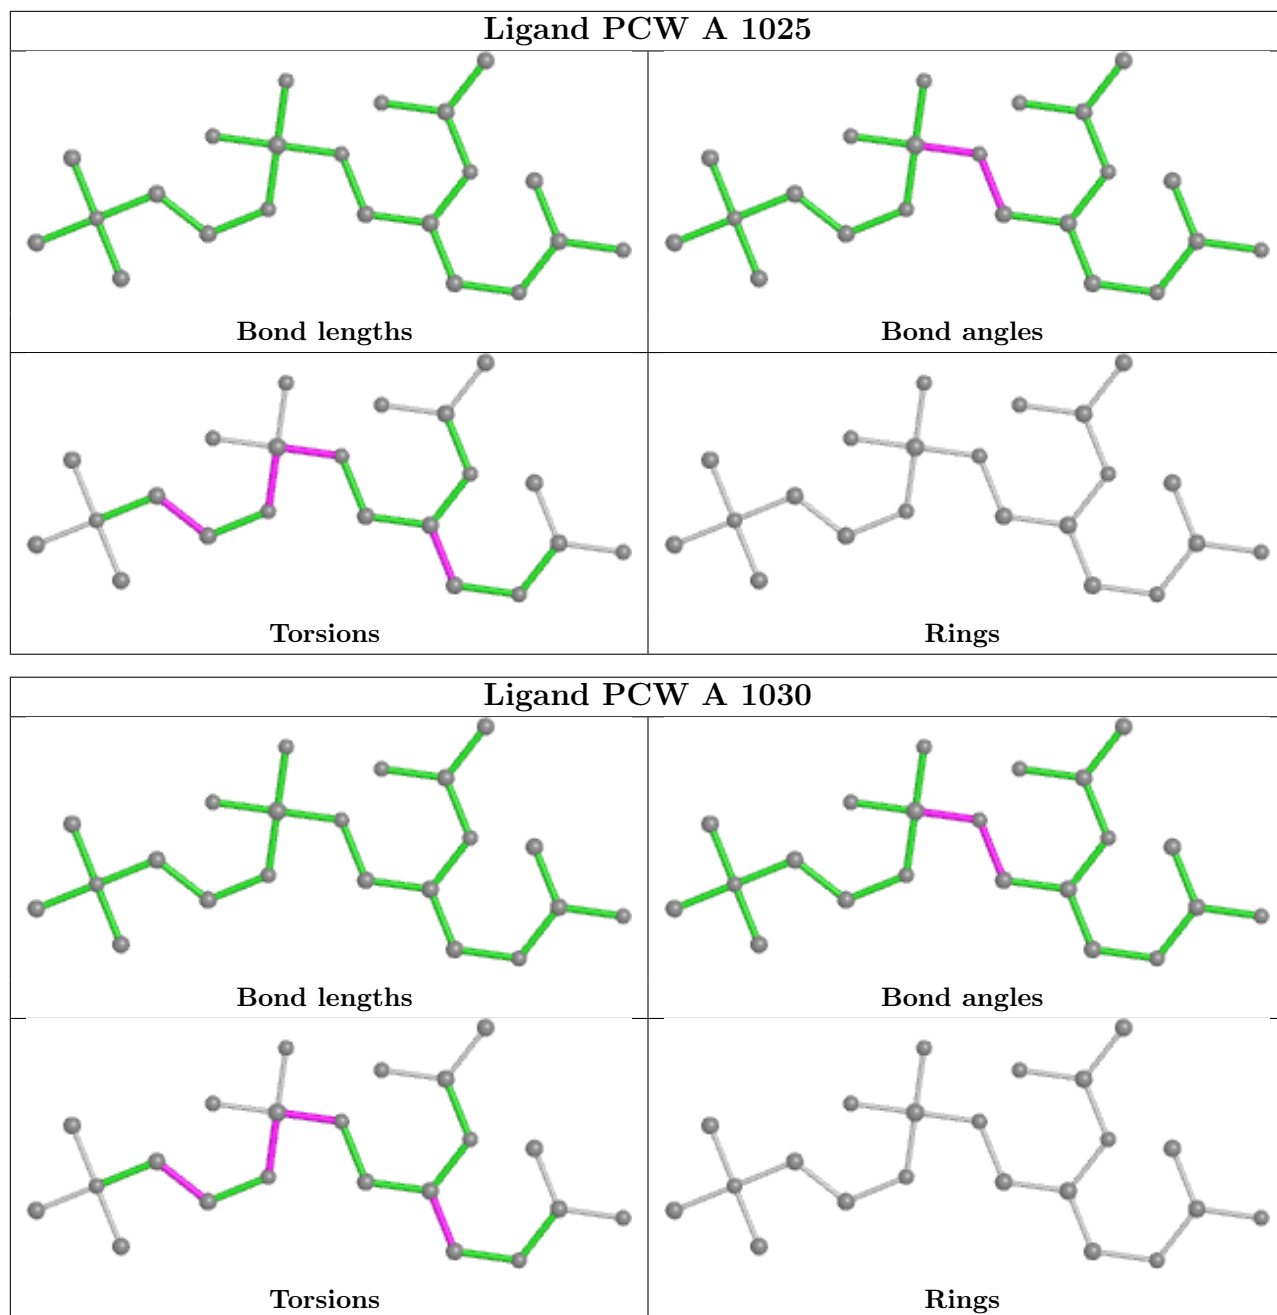 Ligand PCW A 1025
Bond lengths
Bond angles
Torsions
Rings
Ligand PCW A 1030
Bond lengths
Bond angles
Torsions
Rings